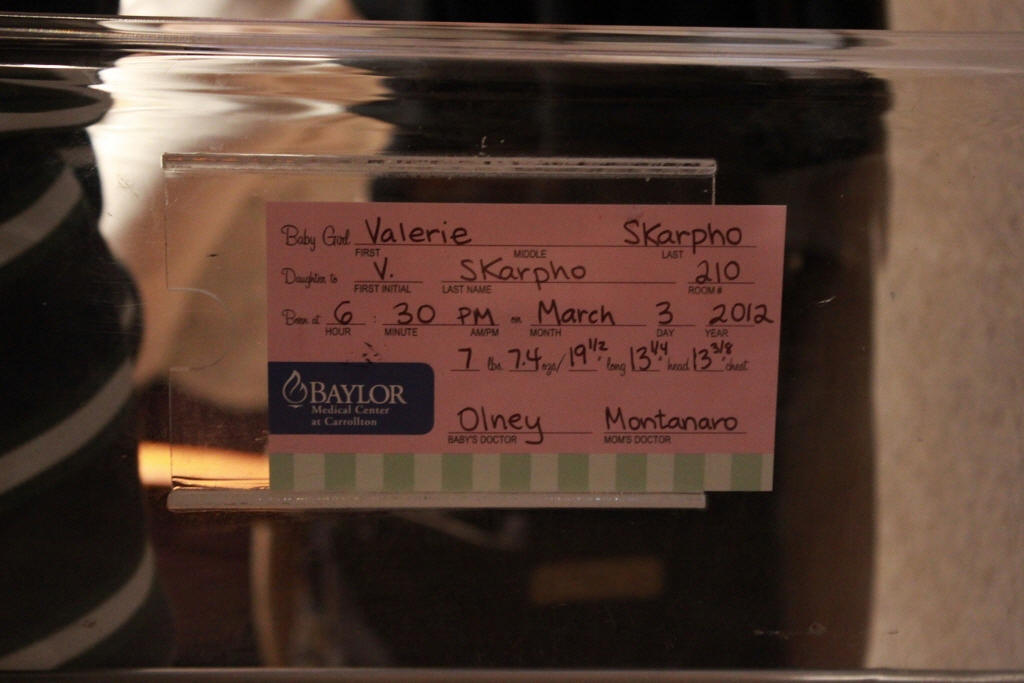 Baby Girl Valerie SKarpho
FIRST MIDDLE LAST
Daughter to V. SKarpho 210
FIRST INITIAL LAST NAME ROOM #
Born at 6 : 30 PM on March 3 2012
HOUR MINUTE AM/PM MONTH DAY YEAR
7 lbs. 7.4 ozs/ 19 1/2" long 13 1/4" head 13 3/8" chest
BAYLOR
Medical Center
at Carrollton
Olney Montanaro
BABY'S DOCTOR MOM'S DOCTOR